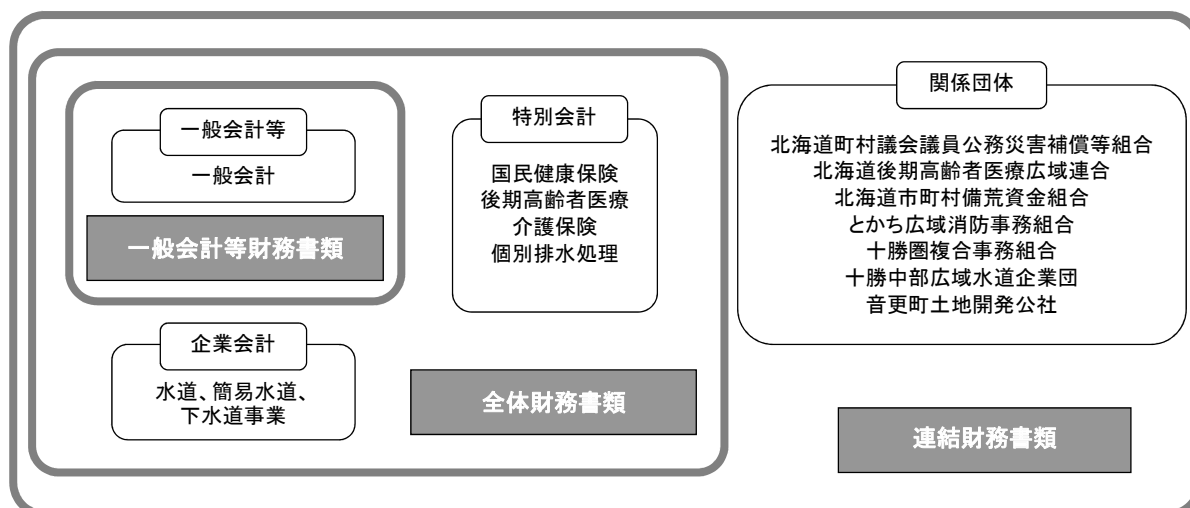 一般会計等
一般会計
一般会計等財務書類
特別会計
国民健康保険
後期高齢者医療
介護保険
個別排水処理
企業会計
水道、簡易水道、
下水道事業
全体財務書類
関係団体
北海道町村議会議員公務災害補償等組合
北海道後期高齢者医療広域連合
北海道市町村備荒資金組合
とかち広域消防事務組合
十勝圏複合事務組合
十勝中部広域水道企業団
音更町土地開発公社
連結財務書類